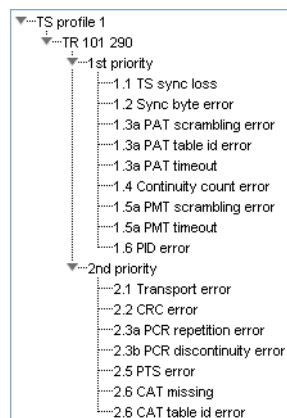 TS profile 1
TR 101 290
1st priority
1.1 TS sync loss
1.2 Sync byte error
1.3a PAT scrambling error
1.3a PAT table id error
1.3a PAT timeout
1.4 Continuity count error
1.5a PMT scrambling error
1.5a PMT timeout
1.6 PID error
2nd priority
2.1 Transport error
2.2 CRC error
2.3a PCR repetition error
2.3b PCR discontinuity error
2.5 PTS error
2.6 CAT missing
2.6 CAT table id error